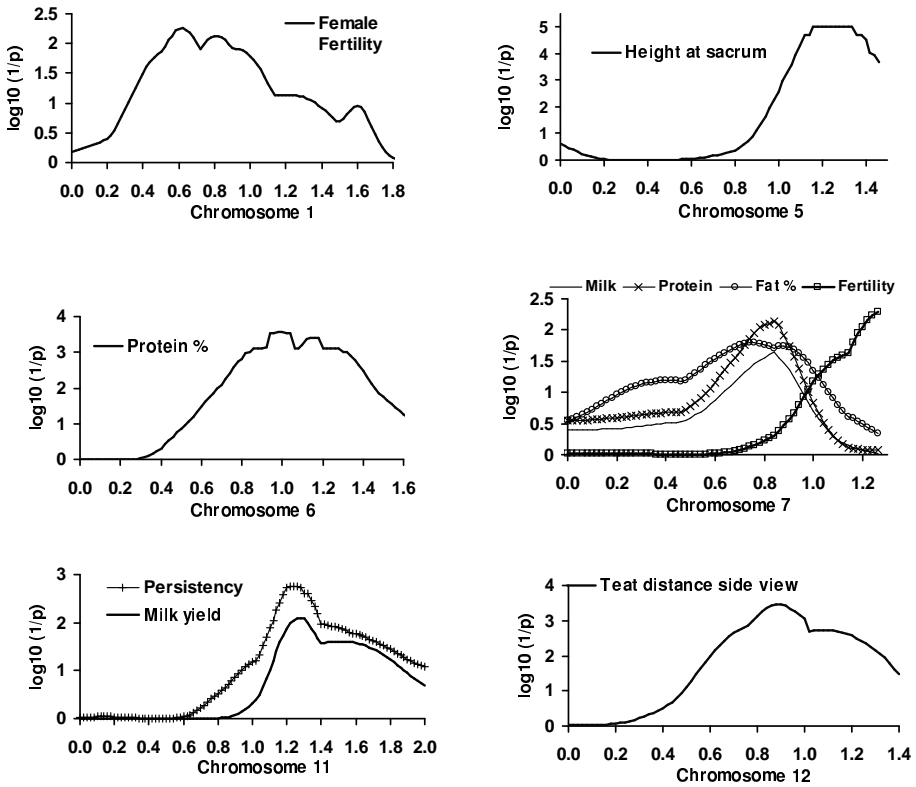 Female
Fertility
log10 (1/p)
2.5
2
1.5
1
0.5
0
0.0 0.2 0.4 0.6 0.8 1.0 1.2 1.4 1.6 1.8
Chromosome 1
Height at sacrum
log10 (1/p)
5
4
3
2
1
0
0.0 0.2 0.4 0.6 0.8 1.0 1.2 1.4
Chromosome 5
Protein %
log10 (1/p)
4
3
2
1
0
0.0 0.2 0.4 0.6 0.8 1.0 1.2 1.4 1.6
Chromosome 6
Milk Protein Fat % Fertility
log10 (1/p)
2.5
2
1.5
1
0.5
0
0.0 0.2 0.4 0.6 0.8 1.0 1.2
Chromosome 7
Persistency
Milk yield
log10 (1/p)
3
2
1
0
0.0 0.2 0.4 0.6 0.8 1.0 1.2 1.4 1.6 1.8 2.0
Chromosome 11
Teat distance side view
log10 (1/p)
4
3
2
1
0
0.0 0.2 0.4 0.6 0.8 1.0 1.2 1.4
Chromosome 12